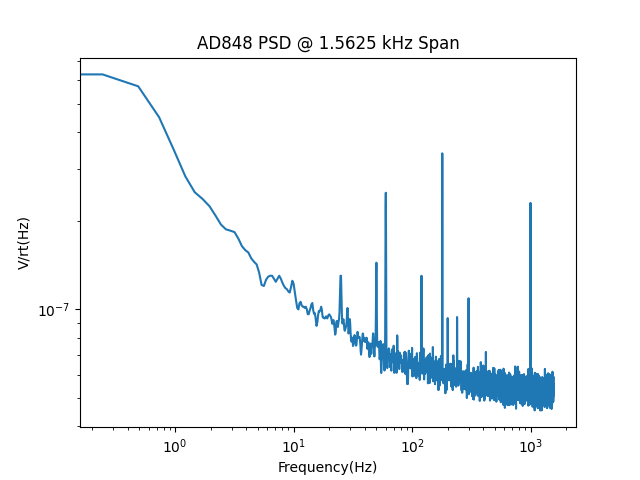 AD848 PSD @ 1.5625 kHz Span
V/rt(Hz)
10⁻⁷
10⁰ 10¹ 10² 10³
Frequency(Hz)